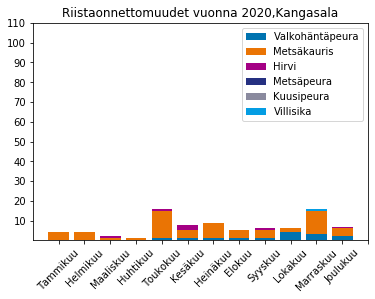 Riistaonnettomuudet vuonna 2020,Kangasala
110
100
90
80
70
60
50
40
30
20
10
Valkohäntäpeura
Metsäkauris
Hirvi
Metsäpeura
Kuusipeura
Villisika
Tammikuu
Helmikuu
Maaliskuu
Huhtikuu
Toukokuu
Kesäkuu
Heinäkuu
Elokuu
Syyskuu
Lokakuu
Marraskuu
Joulukuu